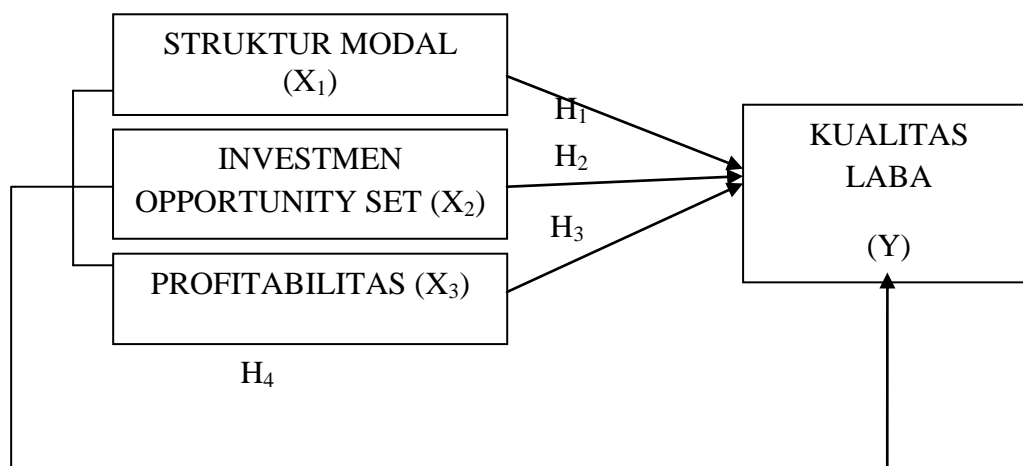 STRUKTUR MODAL
(X₁)
H₁
KUALITAS
LABA
(Y)
INVESTMEN
OPPORTUNITY SET (X₂)
H₂
H₃
PROFITABILITAS (X₃)
H₄